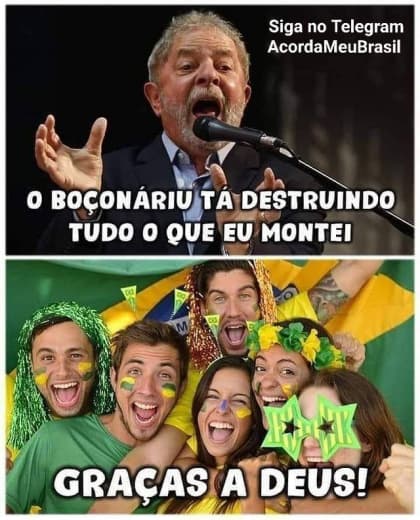 Siga no Telegram
AcordaMeuBrasil
O BOÇONÁRIU TÁ DESTRUINDO
TUDO O QUE EU MONTEI
GRAÇAS A DEUS!